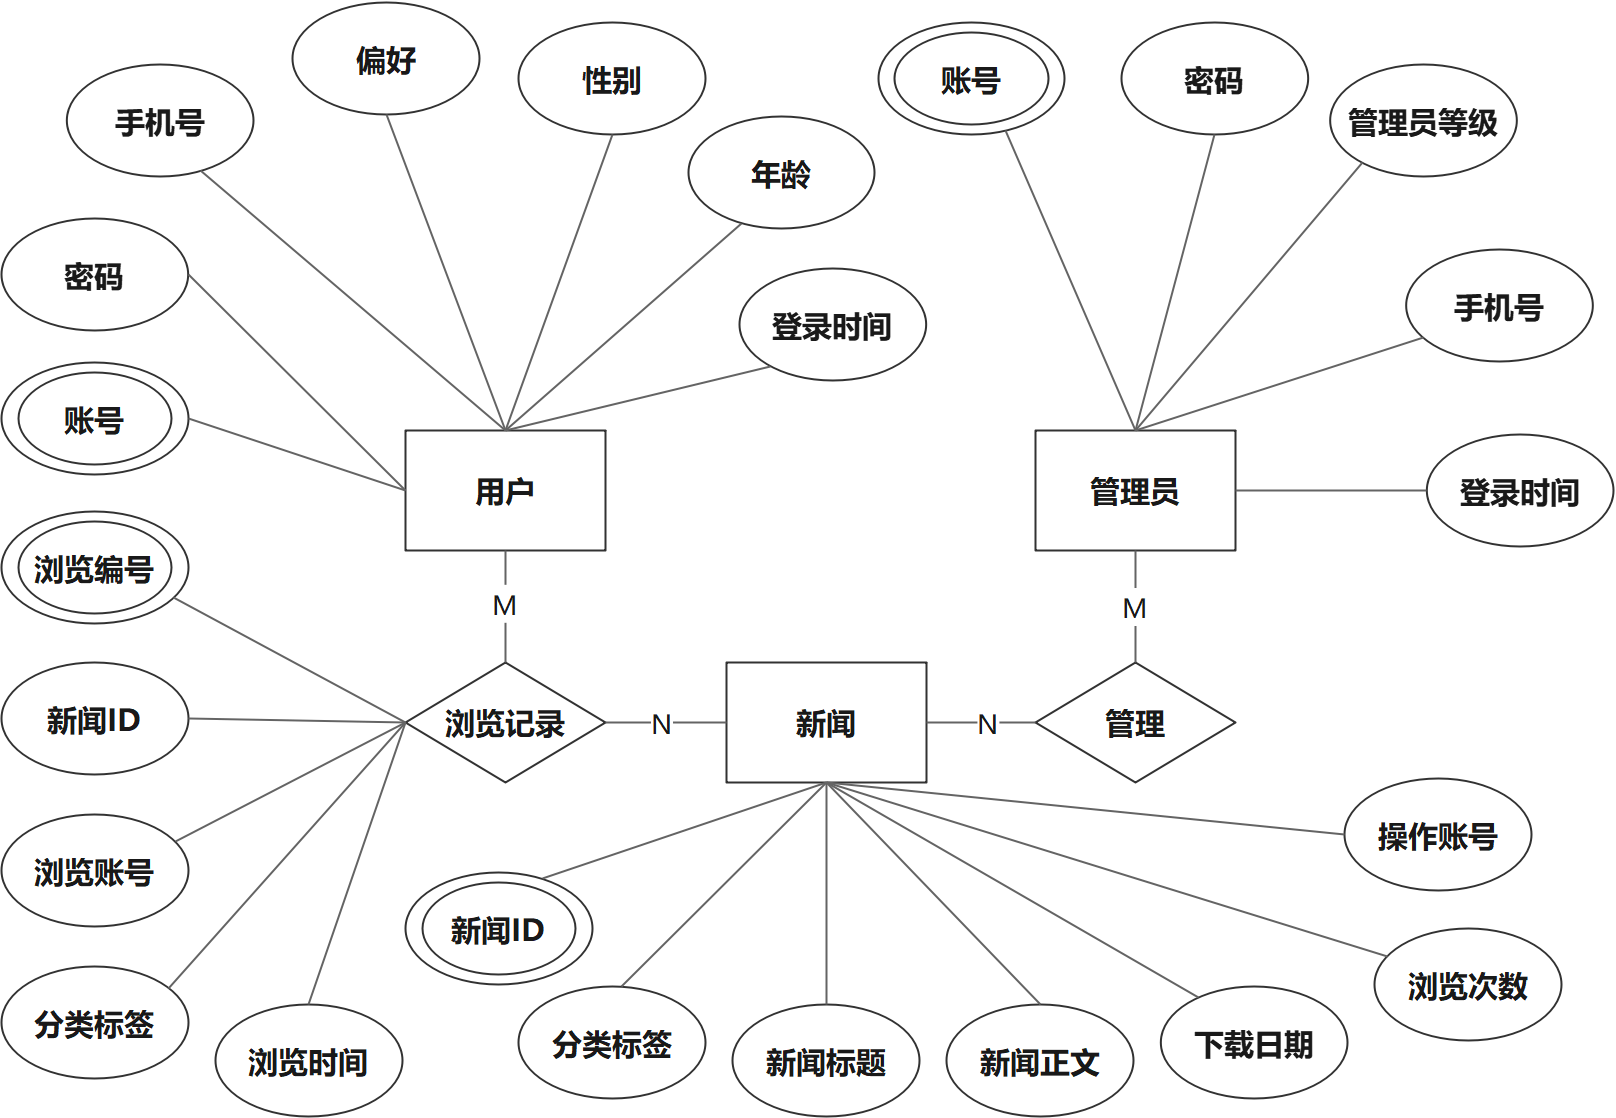 偏好
性别
账号
密码
手机号
管理员等级
年龄
密码
手机号
登录时间
账号
用户
管理员
登录时间
浏览编号
M
M
新闻ID
浏览记录
N
新闻
N
管理
操作账号
浏览账号
新闻ID
浏览次数
分类标签
分类标签
下载日期
浏览时间
新闻标题
新闻正文